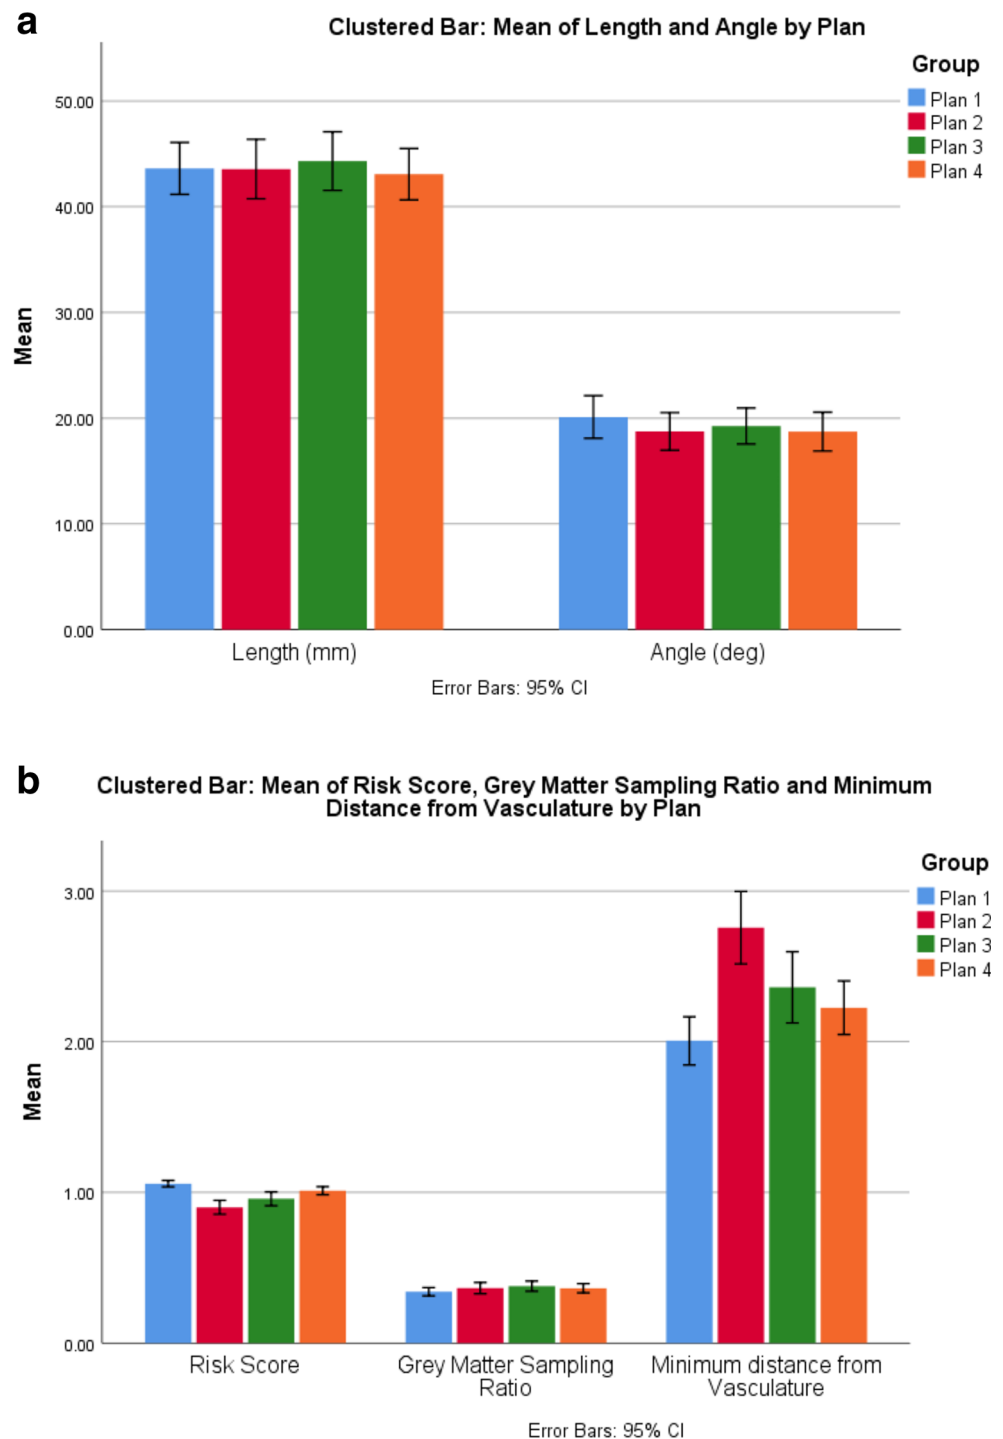 a
Clustered Bar: Mean of Length and Angle by Plan
Group
Plan 1
Plan 2
Plan 3
Plan 4
50.00
40.00
30.00
20.00
10.00
0.00
Mean
Length (mm)
Angle (deg)
Error Bars: 95% CI
b
Clustered Bar: Mean of Risk Score, Grey Matter Sampling Ratio and Minimum
Distance from Vasculature by Plan
Group
Plan 1
Plan 2
Plan 3
Plan 4
3.00
2.00
1.00
0.00
Mean
Risk Score
Grey Matter Sampling
Ratio
Minimum distance from
Vasculature
Error Bars: 95% CI